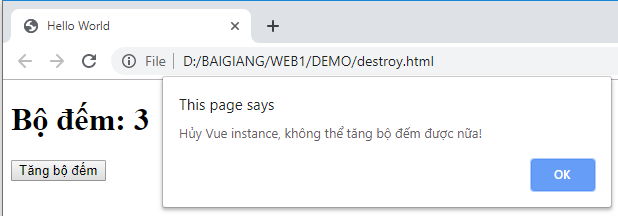 Hello World
File D:/BAIGIANG/WEB1/DEMO/destroy.html
This page says
Hủy Vue instance, không thể tăng bộ đếm được nữa!
OK
Bộ đếm: 3
Tăng bộ đếm